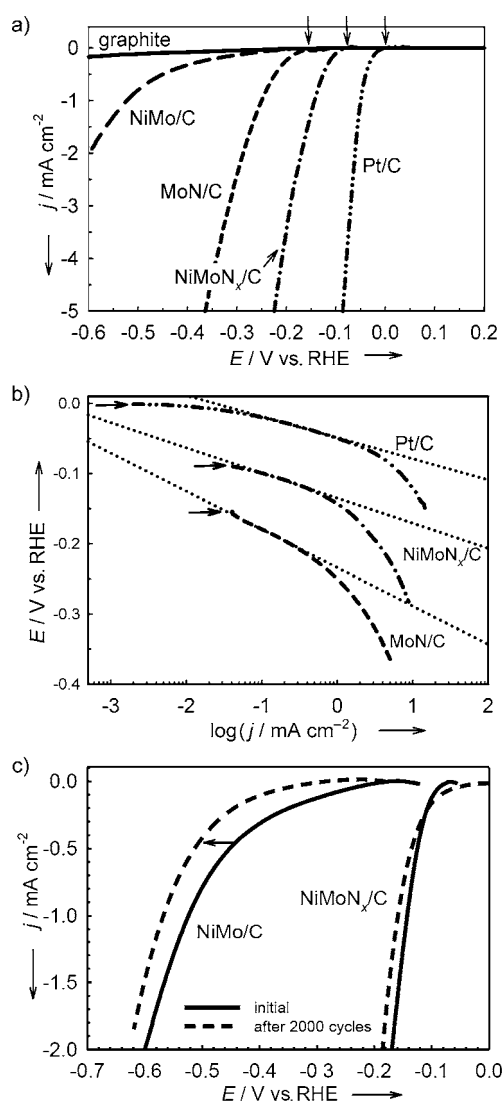 a)
graphite
NiMo/C
MoN/C
NiMoNₓ/C
Pt/C
0
-1
-2
-3
-4
-5
j / mA cm⁻²
-0.6 -0.5 -0.4 -0.3 -0.2 -0.1 0.0 0.1 0.2
E / V vs. RHE
b)
0.0
-0.1
-0.2
-0.3
-0.4
E / V vs. RHE
Pt/C
NiMoNₓ/C
MoN/C
-3 -2 -1 0 1 2
log(j / mA cm⁻²)
c)
0.0
-0.5
-1.0
-1.5
-2.0
j / mA cm⁻²
NiMoNₓ/C
NiMo/C
initial
after 2000 cycles
-0.7 -0.6 -0.5 -0.4 -0.3 -0.2 -0.1 0.0
E / V vs. RHE